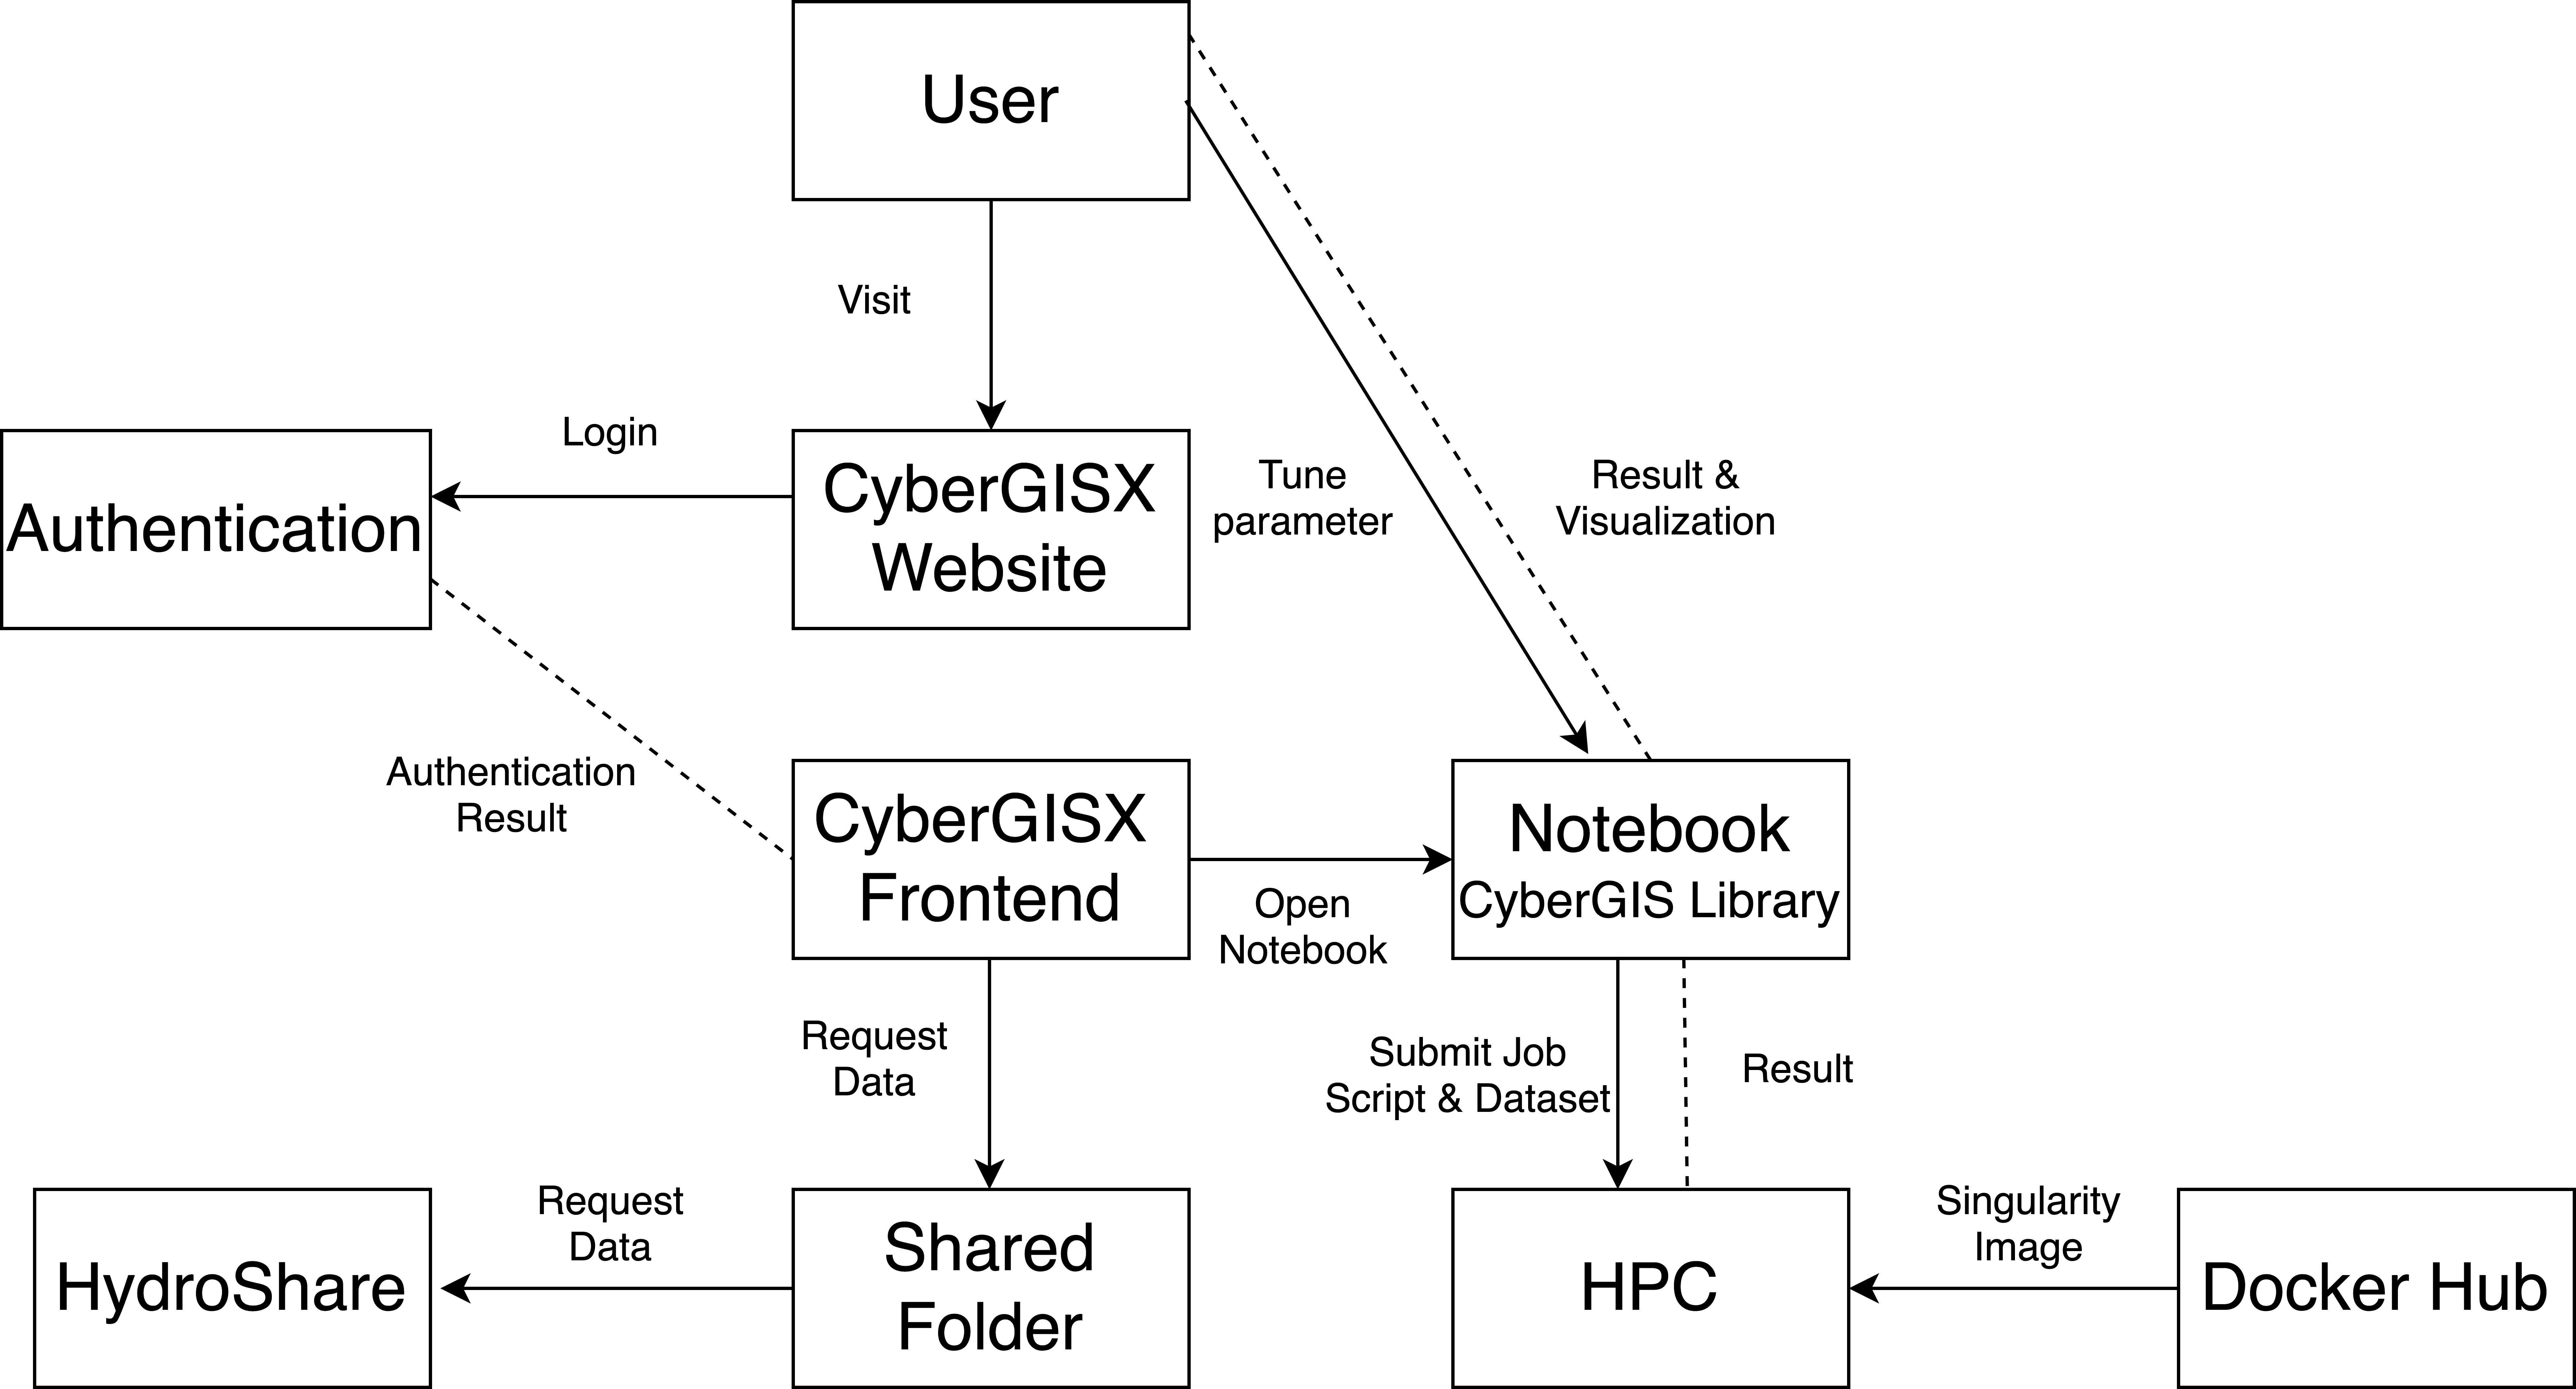 User
Visit
Login
Authentication
CyberGISX
Website
Tune
parameter
Result &
Visualization
Authentication
Result
CyberGISX
Frontend
Open
Notebook
Notebook
CyberGIS Library
Request
Data
Submit Job
Script & Dataset
Result
HydroShare
Request
Data
Shared
Folder
HPC
Singularity
Image
Docker Hub